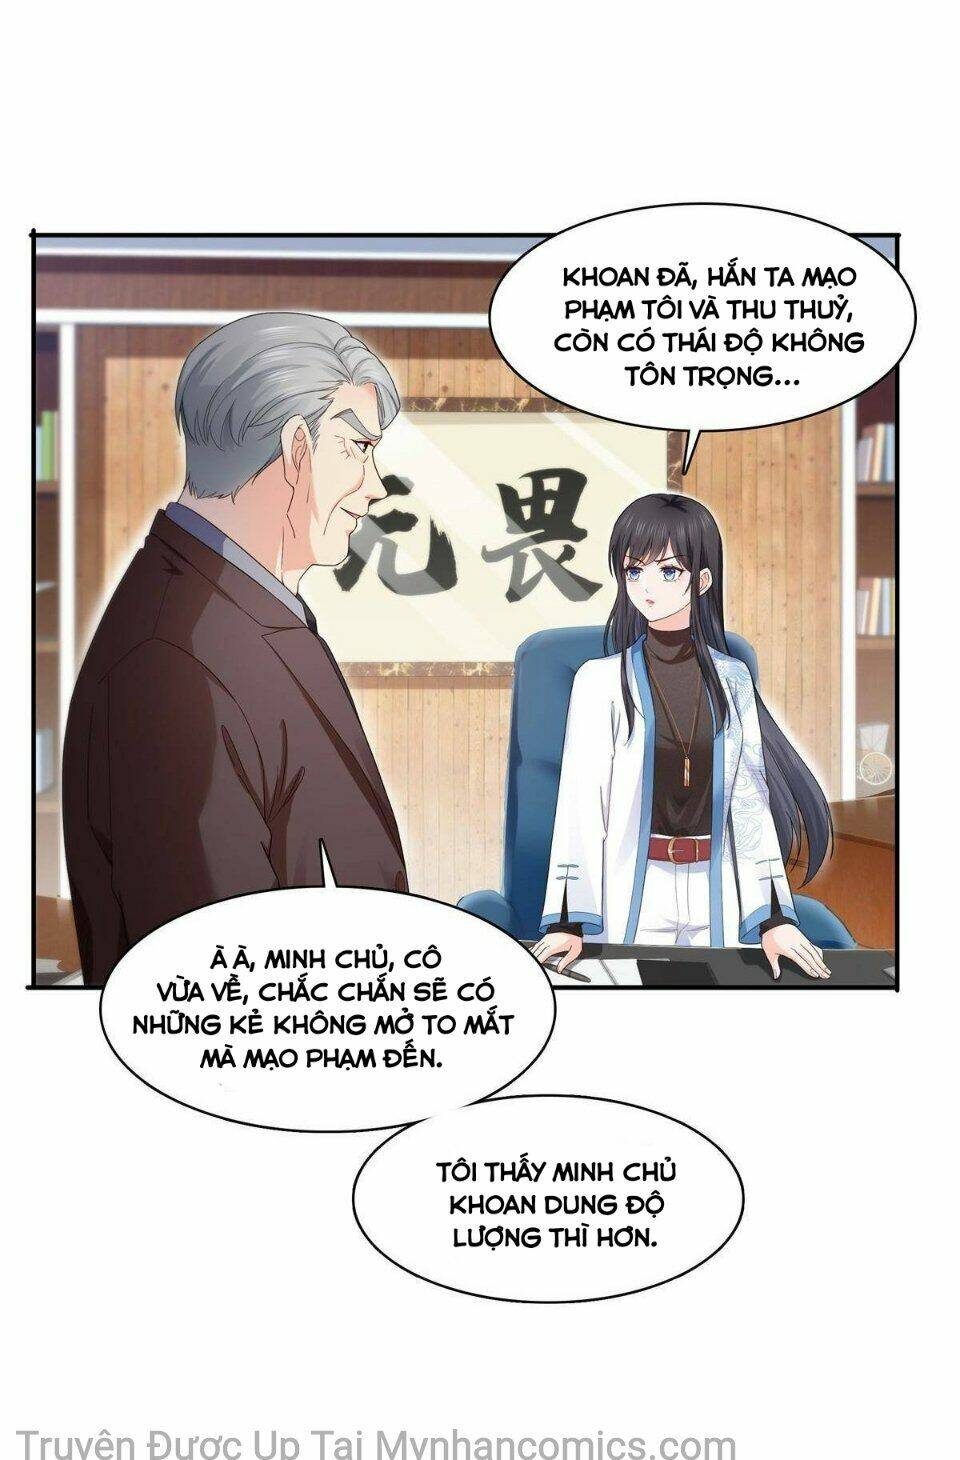 KHOAN ĐÃ, HẮN TA MẠO
PHẠM TÔI VÀ THU THUỶ,
CÒN CÓ THÁI ĐỘ KHÔNG
TÔN TRỌNG...
无畏
À À, MINH CHỦ, CÔ
VỪA VỀ, CHẮC CHẮN SẼ CÓ
NHỮNG KẺ KHÔNG MỞ TO MẮT
MÀ MẠO PHẠM ĐẾN.
TÔI THẤY MINH CHỦ
KHOAN DUNG ĐỘ
LƯỢNG THÌ HƠN.
Truyện Được Up Tại Mynhancomics.com